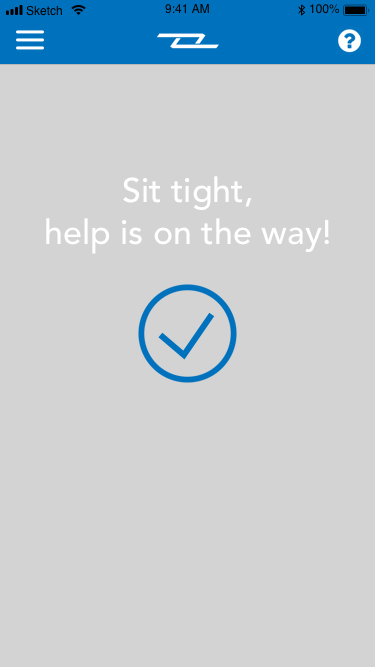 Sketch 9:41 AM 100%
?
Sit tight,
help is on the way!